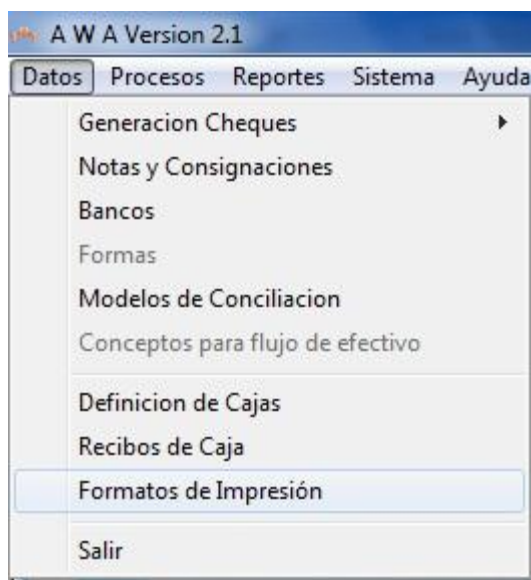 A W A Version 2.1
Datos Procesos Reportes Sistema Ayuda
Generacion Cheques
Notas y Consignaciones
Bancos
Formas
Modelos de Conciliacion
Conceptos para flujo de efectivo
Definicion de Cajas
Recibos de Caja
Formatos de Impresión
Salir